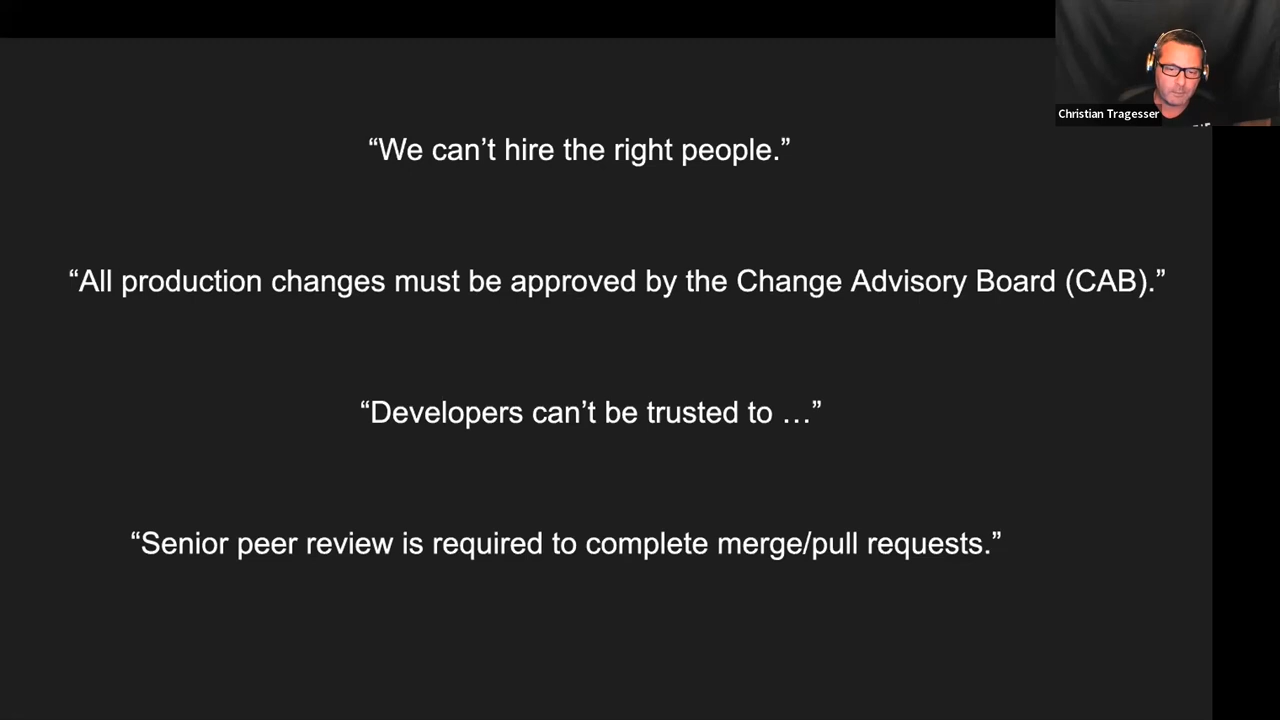 Christian Tragesser
“We can’t hire the right people.”
“All production changes must be approved by the Change Advisory Board (CAB).”
“Developers can’t be trusted to …”
“Senior peer review is required to complete merge/pull requests.”